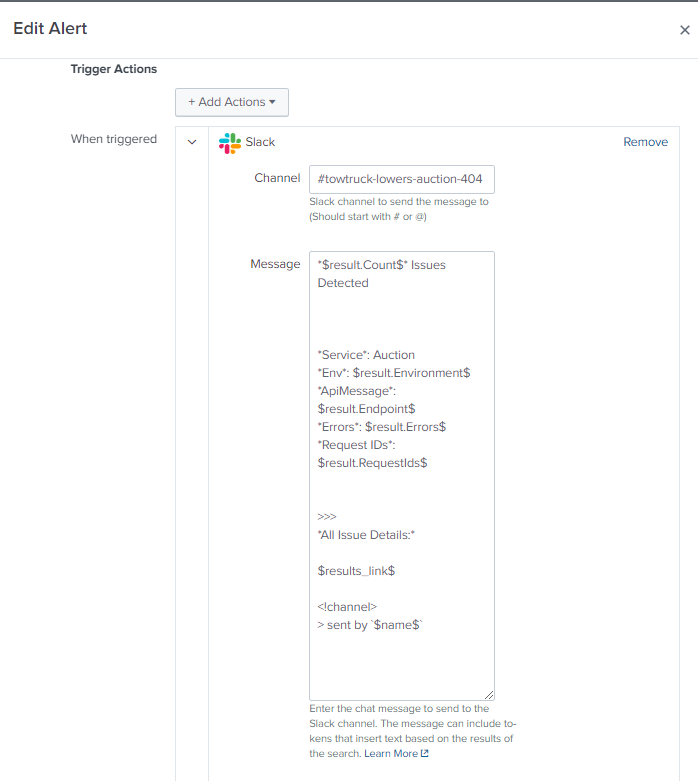 Edit Alert
×
Trigger Actions
+ Add Actions ▾
When triggered
Slack
Remove
Channel
#towtruck-lowers-auction-404
Slack channel to send the message to
(Should start with # or @)
Message
*$result.Count$* Issues
Detected
*Service*: Auction
*Env*: $result.Environment$
*ApiMessage*:
$result.Endpoint$
*Errors*: $result.Errors$
*Request IDs*:
$result.RequestIds$
>>>
*All Issue Details:*
$results_link$
<!channel>
> sent by `$name$`
Enter the chat message to send to the
Slack channel. The message can include to-
kens that insert text based on the results of
the search. Learn More